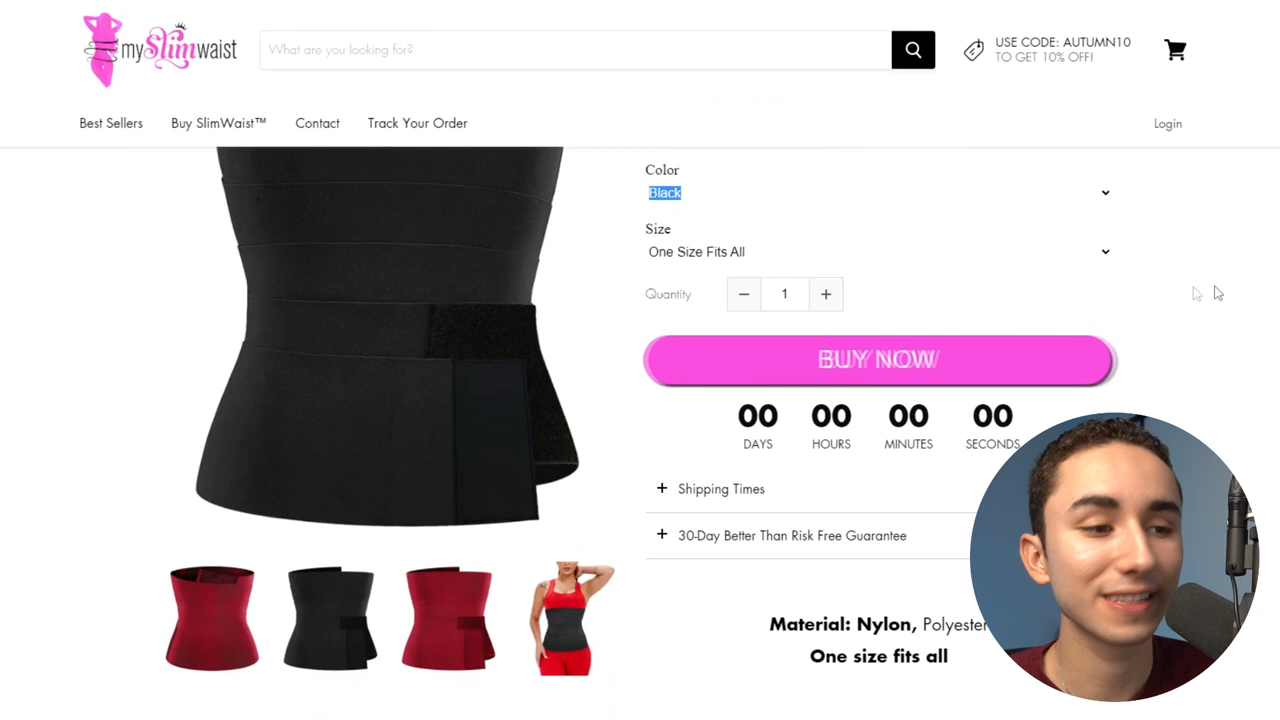 mySlimwaist
What are you looking for?
USE CODE: AUTUMN10
TO GET 10% OFF!
Best Sellers
Buy SlimWaist™
Contact
Track Your Order
Login
Color
Black
Size
One Size Fits All
Quantity
− 1 +
BUY NOW
00 00 00 00
DAYS HOURS MINUTES SECONDS
+ Shipping Times
+ 30-Day Better Than Risk Free Guarantee
Material: Nylon, Polyester
One size fits all